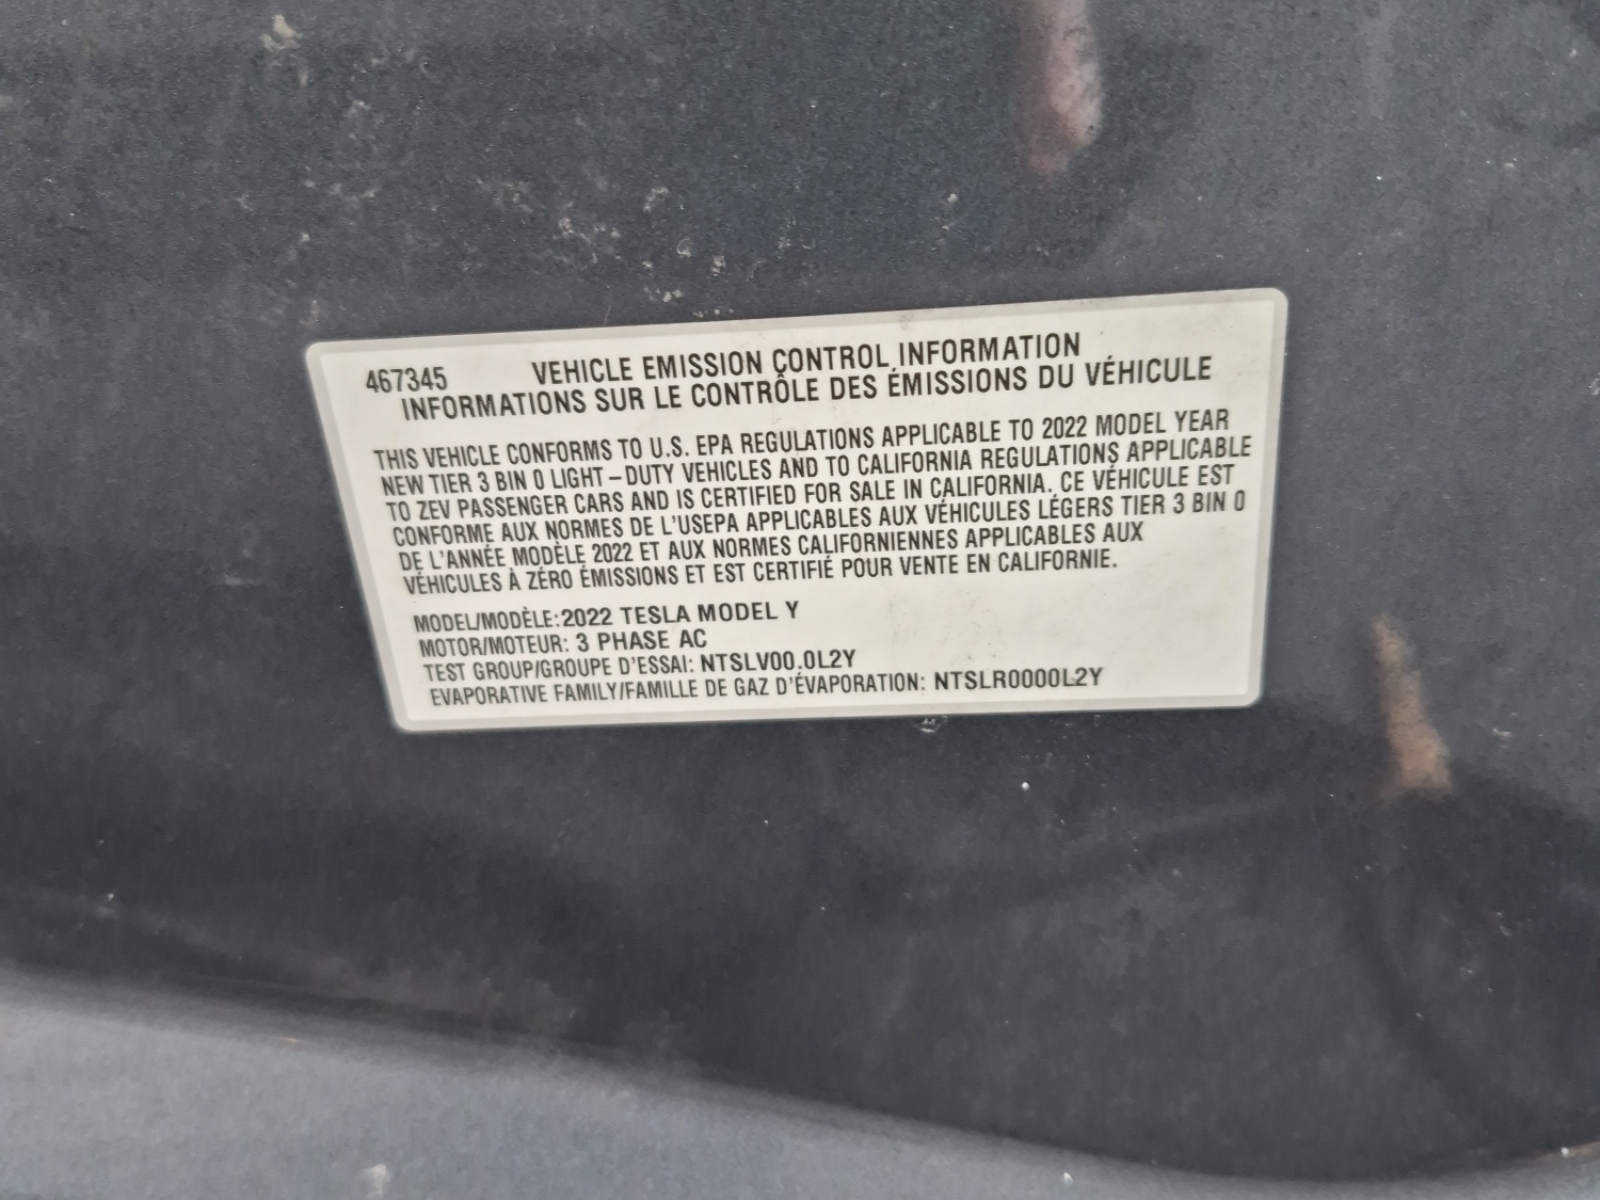 467345 VEHICLE EMISSION CONTROL INFORMATION
INFORMATIONS SUR LE CONTRÔLE DES ÉMISSIONS DU VÉHICULE
THIS VEHICLE CONFORMS TO U.S. EPA REGULATIONS APPLICABLE TO 2022 MODEL YEAR
NEW TIER 3 BIN 0 LIGHT-DUTY VEHICLES AND TO CALIFORNIA REGULATIONS APPLICABLE
TO ZEV PASSENGER CARS AND IS CERTIFIED FOR SALE IN CALIFORNIA. CE VÉHICULE EST
CONFORME AUX NORMES DE L'USEPA APPLICABLES AUX VÉHICULES LÉGERS TIER 3 BIN 0
DE L'ANNÉE MODÈLE 2022 ET AUX NORMES CALIFORNIENNES APPLICABLES AUX
VÉHICULES À ZÉRO ÉMISSIONS ET EST CERTIFIÉ POUR VENTE EN CALIFORNIE.
MODEL/MODÈLE:2022 TESLA MODEL Y
MOTOR/MOTEUR: 3 PHASE AC
TEST GROUP/GROUPE D'ESSAI: NTSLV00.0L2Y
EVAPORATIVE FAMILY/FAMILLE DE GAZ D'ÉVAPORATION: NTSLR0000L2Y